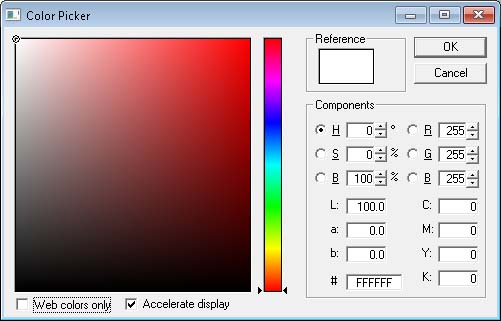 Color Picker
Reference
OK
Cancel
Components
H: 0 ° R: 255
S: 0 % G: 255
B: 100 % B: 255
L: 100.0 C: 0
a: 0.0 M: 0
b: 0.0 Y: 0
# FFFFFF K: 0
Web colors only Accelerate display